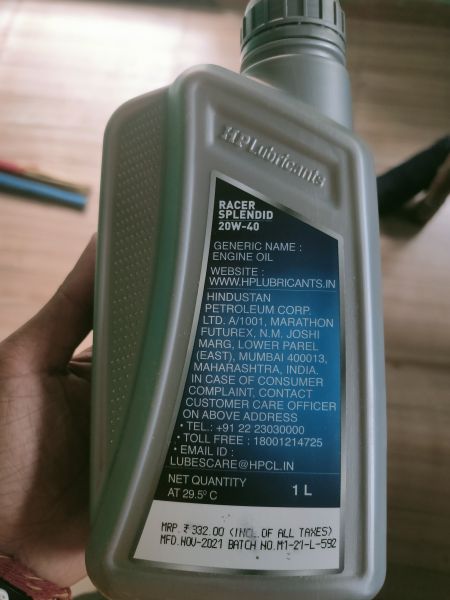 HP Lubricants
RACER
SPLENDID
20W-40
GENERIC NAME :
ENGINE OIL
WEBSITE :
WWW.HPLUBRICANTS.IN
HINDUSTAN
PETROLEUM CORP.
LTD. A/1001, MARATHON
FUTUREX, N.M. JOSHI
MARG, LOWER PAREL
(EAST), MUMBAI 400013,
MAHARASHTRA, INDIA.
IN CASE OF CONSUMER
COMPLAINT, CONTACT
CUSTOMER CARE OFFICER
ON ABOVE ADDRESS
• TEL.: +91 22 23030000
• TOLL FREE : 18001214725
• EMAIL ID :
LUBESCARE@HPCL.IN
NET QUANTITY
AT 29.5⁰ C 1 L
MRP. ₹ 332.00 (INCL.OF ALL TAXES)
MFD.NOV-2021 BATCH NO.M1-21-L-592